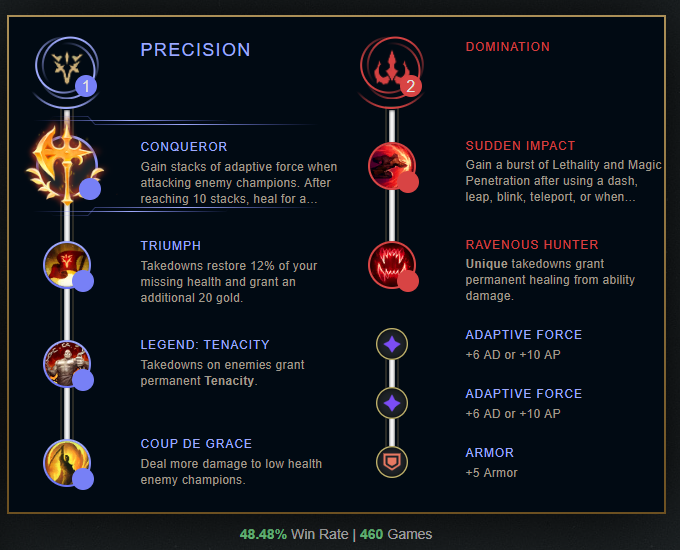 PRECISION
1
CONQUEROR
Gain stacks of adaptive force when
attacking enemy champions. After
reaching 10 stacks, heal for a...
TRIUMPH
Takedowns restore 12% of your
missing health and grant an
additional 20 gold.
LEGEND: TENACITY
Takedowns on enemies grant
permanent Tenacity.
COUP DE GRACE
Deal more damage to low health
enemy champions.
DOMINATION
2
SUDDEN IMPACT
Gain a burst of Lethality and Magic
Penetration after using a dash,
leap, blink, teleport, or when...
RAVENOUS HUNTER
Unique takedowns grant
permanent healing from ability
damage.
ADAPTIVE FORCE
+6 AD or +10 AP
ADAPTIVE FORCE
+6 AD or +10 AP
ARMOR
+5 Armor
48.48% Win Rate | 460 Games